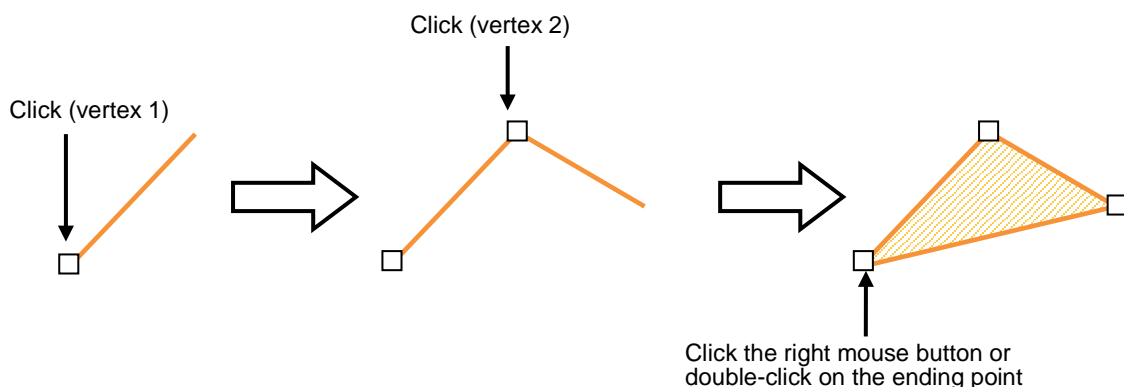 Click (vertex 2)
Click (vertex 1)
Click the right mouse button or
double-click on the ending point